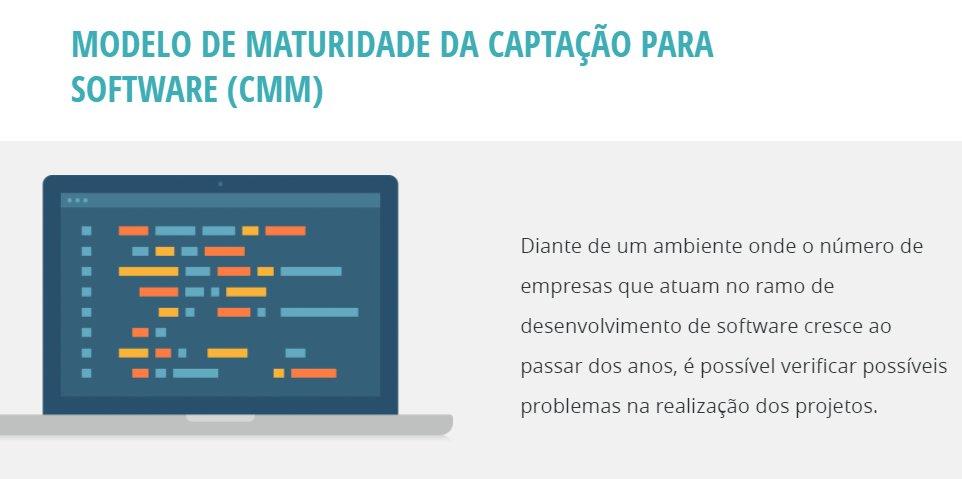 MODELO DE MATURIDADE DA CAPTAÇÃO PARA
SOFTWARE (CMM)
Diante de um ambiente onde o número de
empresas que atuam no ramo de
desenvolvimento de software cresce ao
passar dos anos, é possível verificar possíveis
problemas na realização dos projetos.